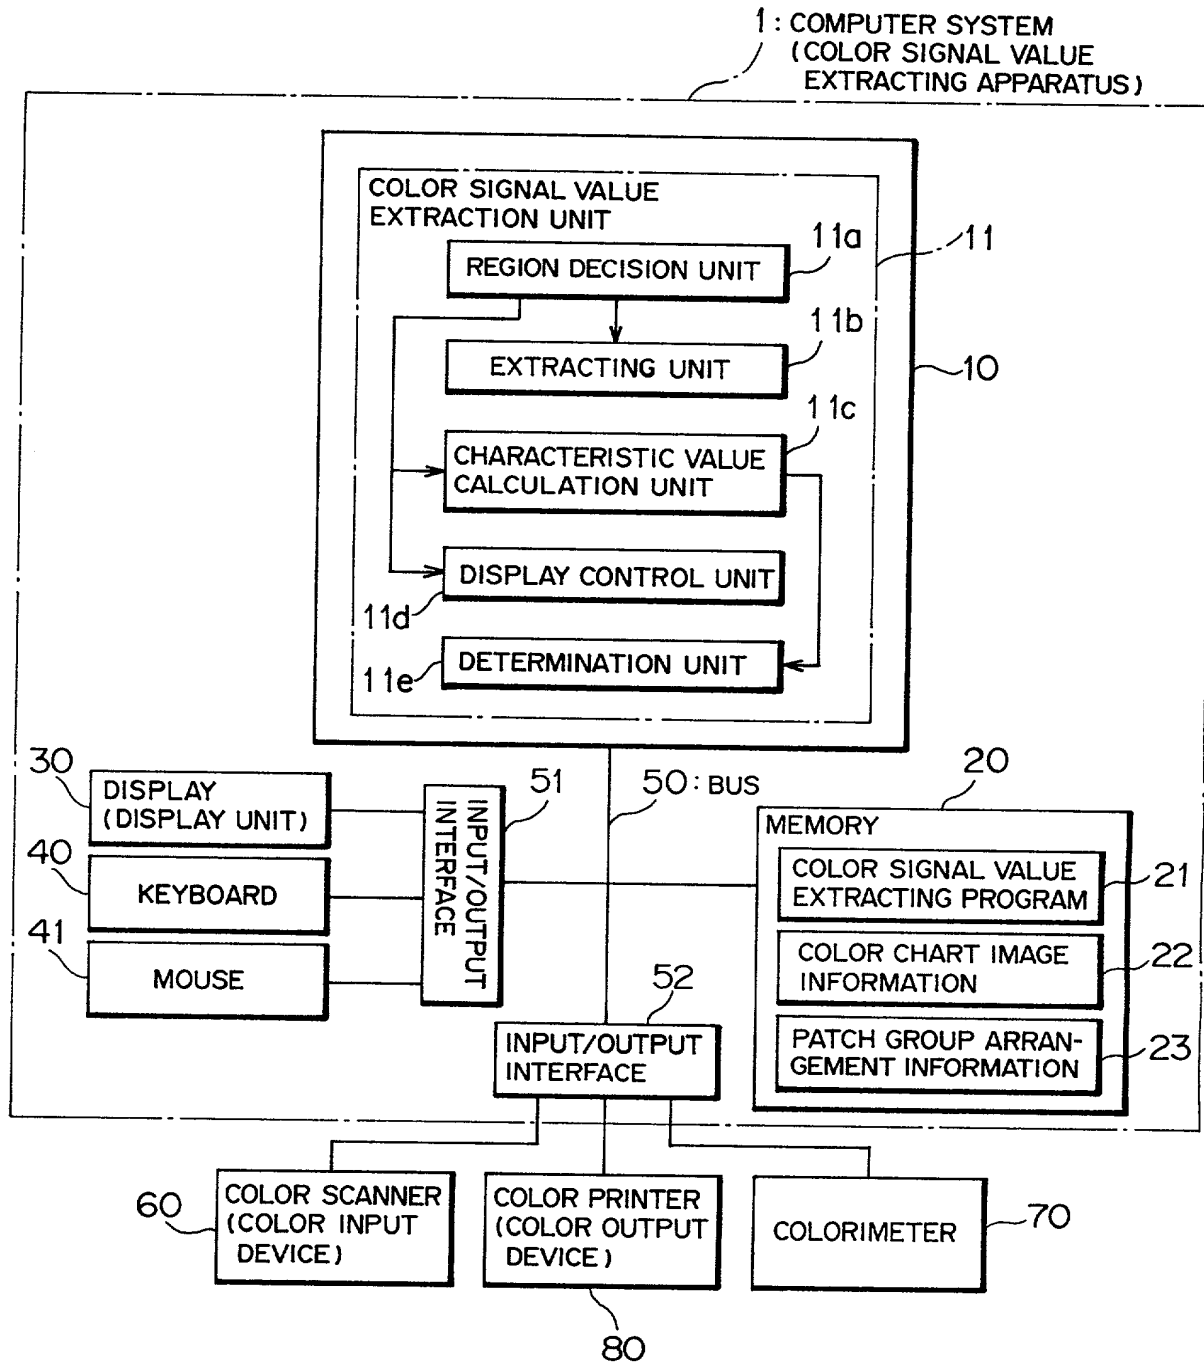 1: COMPUTER SYSTEM
(COLOR SIGNAL VALUE
EXTRACTING APPARATUS)
COLOR SIGNAL VALUE
EXTRACTION UNIT
11
11a
REGION DECISION UNIT
11b
EXTRACTING UNIT
10
11c
CHARACTERISTIC VALUE
CALCULATION UNIT
DISPLAY CONTROL UNIT
11d
DETERMINATION UNIT
11e
30
DISPLAY
(DISPLAY UNIT)
40
KEYBOARD
41
MOUSE
51
INPUT/OUTPUT
INTERFACE
50: BUS
20
MEMORY
COLOR SIGNAL VALUE
EXTRACTING PROGRAM
21
COLOR CHART IMAGE
INFORMATION
22
PATCH GROUP ARRAN-
GEMENT INFORMATION
23
52
INPUT/OUTPUT
INTERFACE
60
COLOR SCANNER
(COLOR INPUT
DEVICE)
COLOR PRINTER
(COLOR OUTPUT
DEVICE)
80
COLORIMETER
70